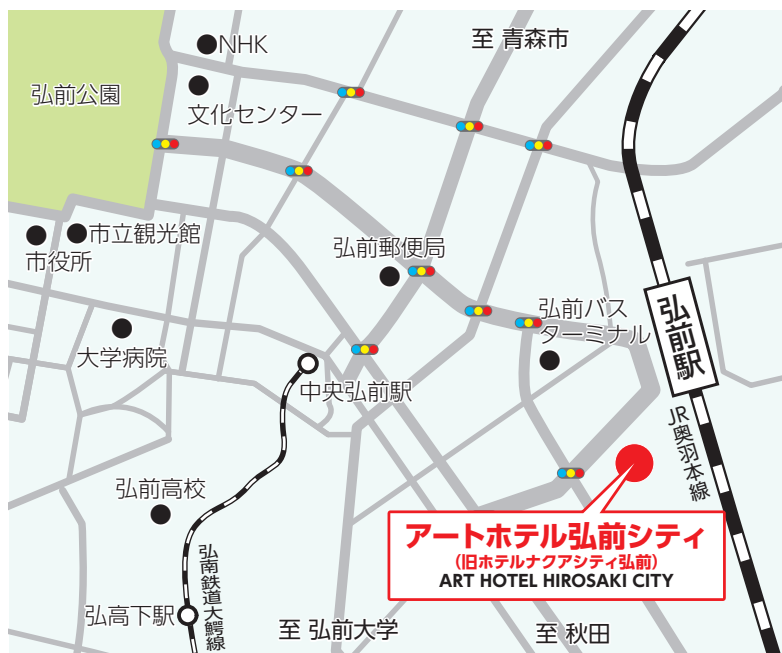 NHK
至 青森市
弘前公園
文化センター
市立観光館
市役所
弘前郵便局
弘前バス
ターミナル
弘前駅
大学病院
中央弘前駅
JR奥羽本線
弘前高校
アートホテル弘前シティ
(旧ホテルナクアシティ弘前)
ART HOTEL HIROSAKI CITY
弘南鉄道大鰐線
弘高下駅
至 弘前大学
至 秋田